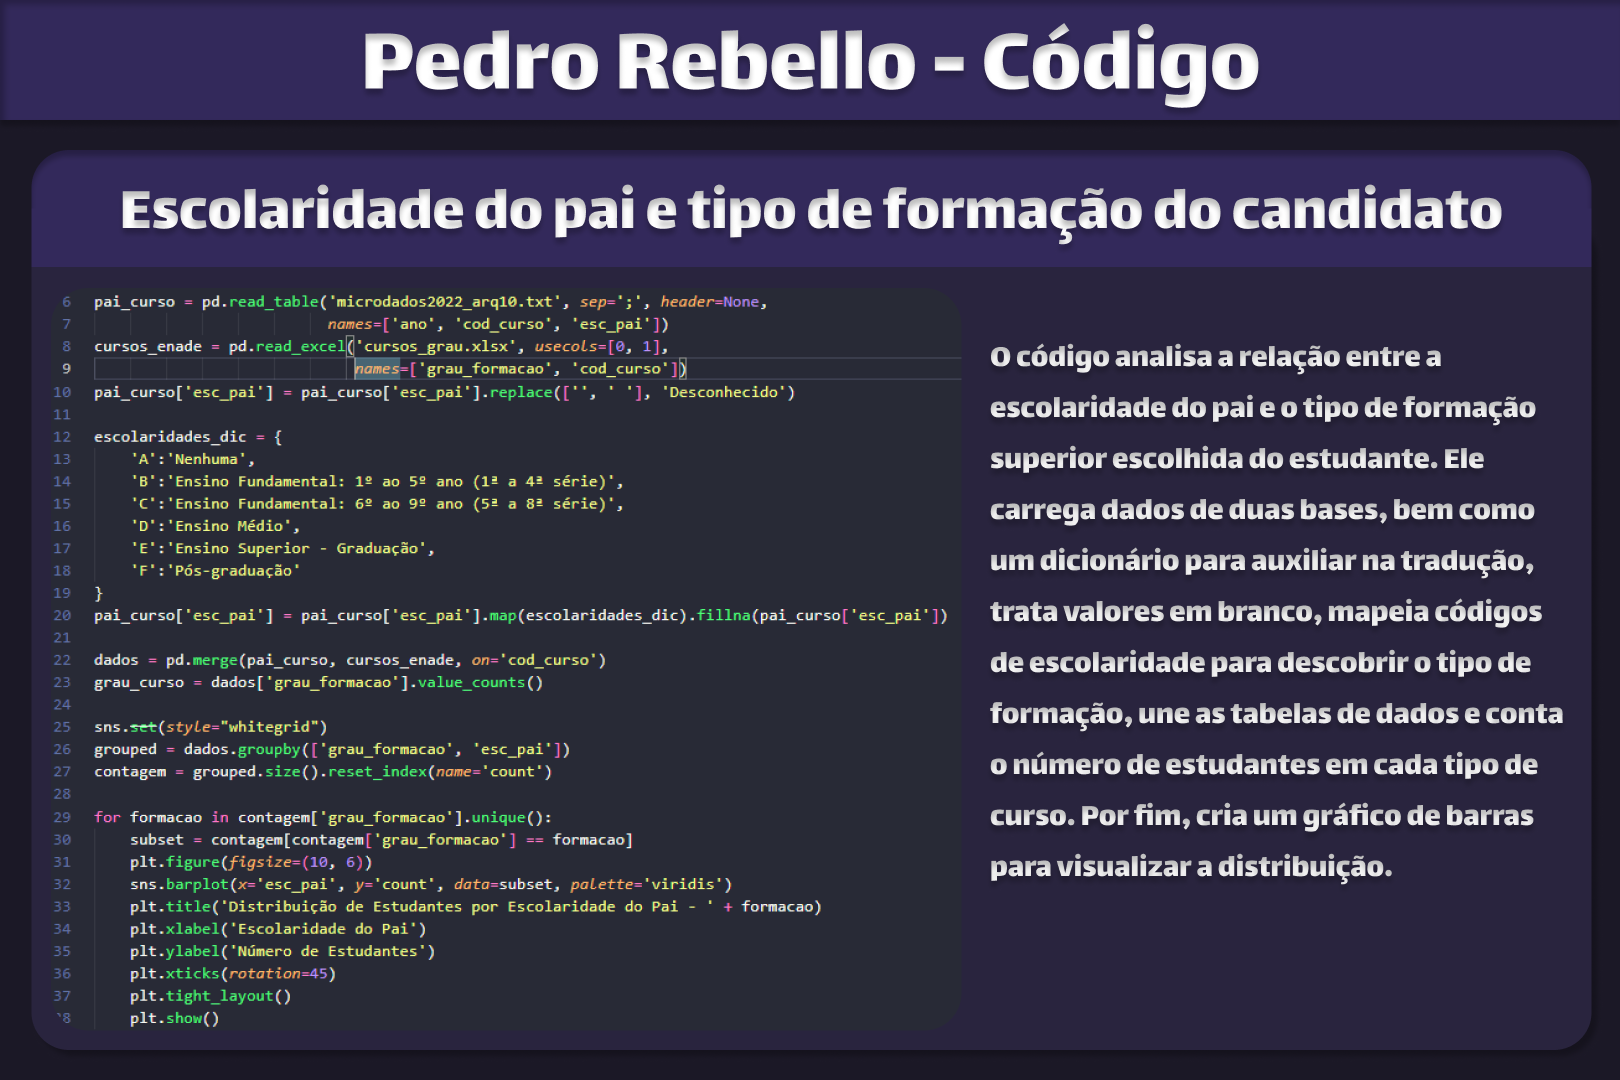 Pedro Rebello - Código
Escolaridade do pai e tipo de formação do candidato
6 pai_curso = pd.read_table('microdados2022_arq10.txt', sep=';', header=None,
7 names=['ano', 'cod_curso', 'esc_pai'])
8 cursos_enade = pd.read_excel('cursos_grau.xlsx', usecols=[0, 1],
9 names=['grau_formacao', 'cod_curso'])
10 pai_curso['esc_pai'] = pai_curso['esc_pai'].replace(['', ' '], 'Desconhecido')
11
12 escolaridades_dic = {
13 'A':'Nenhuma',
14 'B':'Ensino Fundamental: 1º ao 5º ano (1ª a 4ª série)',
15 'C':'Ensino Fundamental: 6º ao 9º ano (5ª a 8ª série)',
16 'D':'Ensino Médio',
17 'E':'Ensino Superior - Graduação',
18 'F':'Pós-graduação'
19 }
20 pai_curso['esc_pai'] = pai_curso['esc_pai'].map(escolaridades_dic).fillna(pai_curso['esc_pai'])
21
22 dados = pd.merge(pai_curso, cursos_enade, on='cod_curso')
23 grau_curso = dados['grau_formacao'].value_counts()
24
25 sns.set(style="whitegrid")
26 grouped = dados.groupby(['grau_formacao', 'esc_pai'])
27 contagem = grouped.size().reset_index(name='count')
28
29 for formacao in contagem['grau_formacao'].unique():
30 subset = contagem[contagem['grau_formacao'] == formacao]
31 plt.figure(figsize=(10, 6))
32 sns.barplot(x='esc_pai', y='count', data=subset, palette='viridis')
33 plt.title('Distribuição de Estudantes por Escolaridade do Pai - ' + formacao)
34 plt.xlabel('Escolaridade do Pai')
35 plt.ylabel('Número de Estudantes')
36 plt.xticks(rotation=45)
37 plt.tight_layout()
38 plt.show()
O código analisa a relação entre a
escolaridade do pai e o tipo de formação
superior escolhida do estudante. Ele
carrega dados de duas bases, bem como
um dicionário para auxiliar na tradução,
trata valores em branco, mapeia códigos
de escolaridade para descobrir o tipo de
formação, une as tabelas de dados e conta
o número de estudantes em cada tipo de
curso. Por fim, cria um gráfico de barras
para visualizar a distribuição.